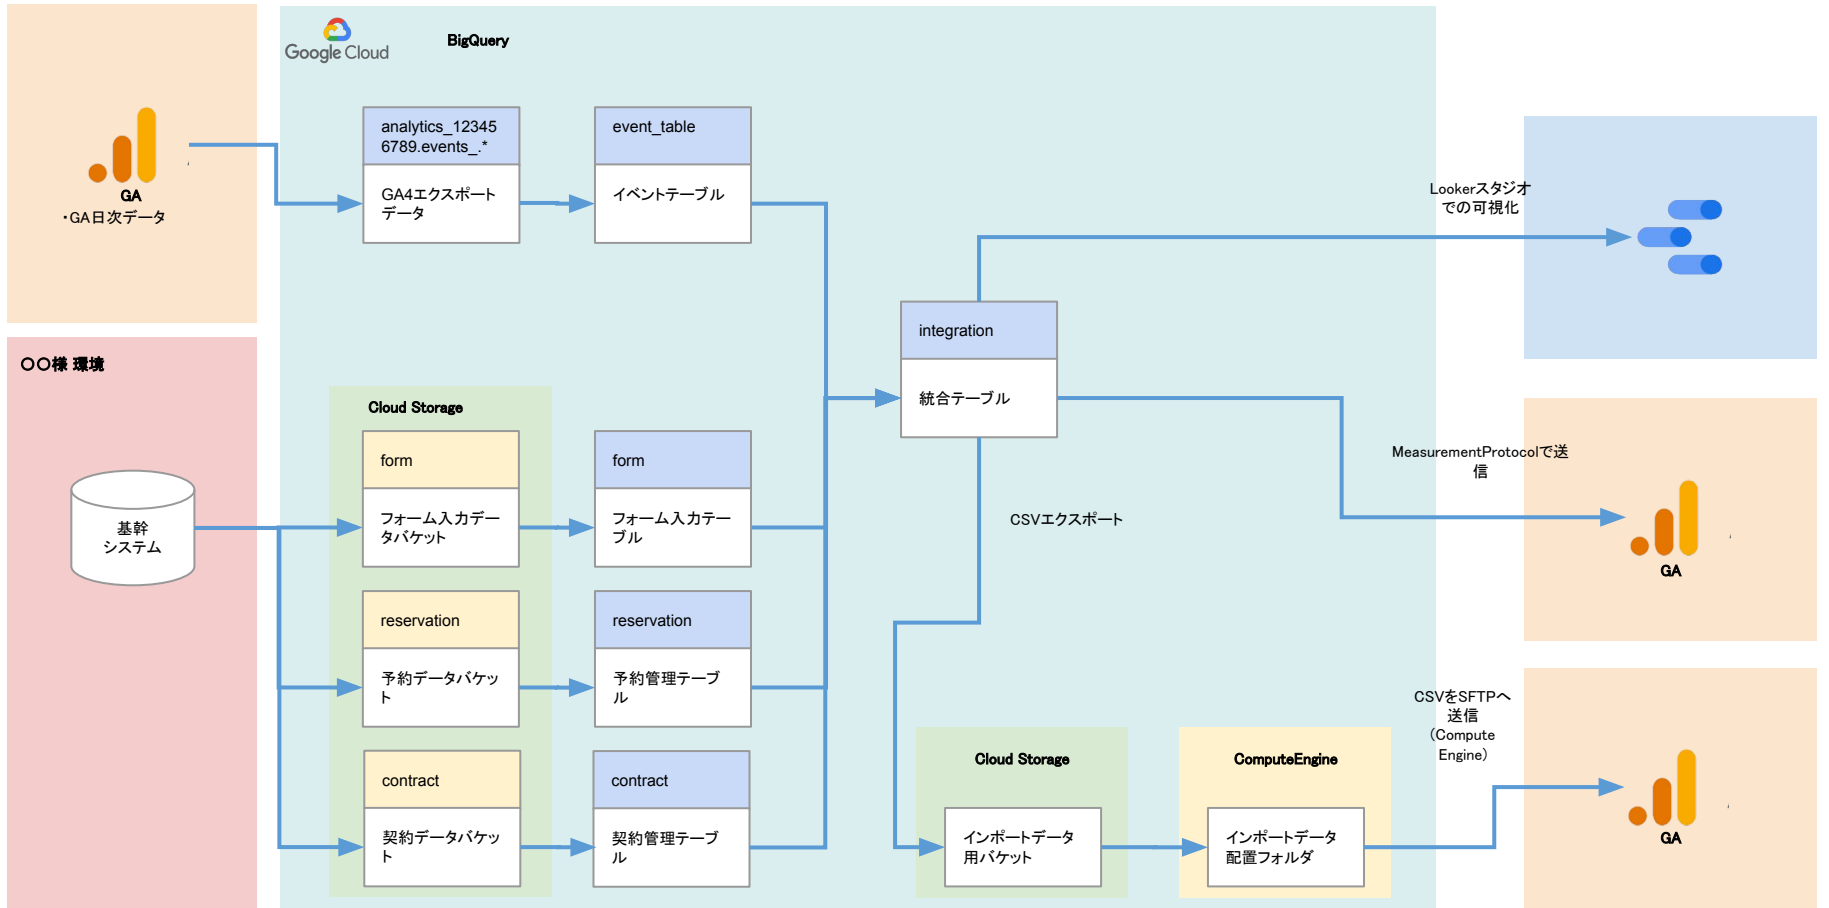 Google Cloud
BigQuery
GA
・GA日次データ
analytics_12345
6789.events_.*
GA4エクスポート
データ
event_table
イベントテーブル
Lookerスタジオ
での可視化
〇〇様 環境
基幹
システム
Cloud Storage
form
フォーム入力デー
タバケット
form
フォーム入力テー
ブル
reservation
予約データバケッ
ト
reservation
予約管理テーブ
ル
contract
契約データバケッ
ト
contract
契約管理テーブ
ル
integration
統合テーブル
MeasurementProtocolで送
信
GA
CSVエクスポート
Cloud Storage
インポートデータ
用バケット
ComputeEngine
インポートデータ
配置フォルダ
CSVをSFTPへ
送信
（Compute
Engine）
GA